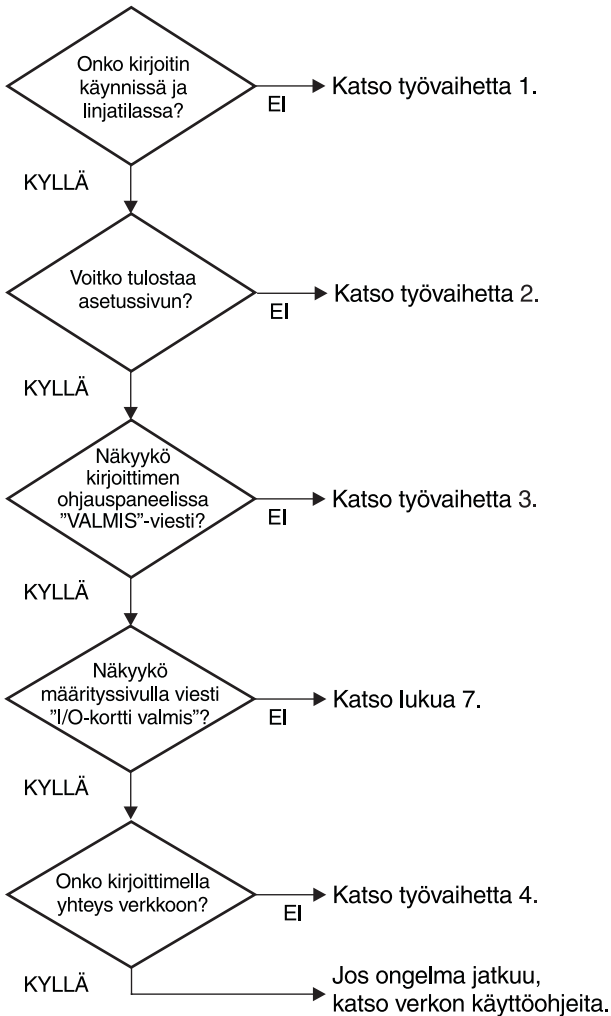 Onko kirjoitin
käynnissä ja
linjatilassa?
EI
Katso työvaihetta 1.
KYLLÄ
Voitko tulostaa
asetussivun?
EI
Katso työvaihetta 2.
KYLLÄ
Näkyykö
kirjoittimen
ohjauspaneelissa
”VALMIS”-viesti?
EI
Katso työvaihetta 3.
KYLLÄ
Näkyykö
määrityssivulla viesti
"I/O-kortti valmis”?
EI
Katso lukua 7.
KYLLÄ
Onko kirjoittimella
yhteys verkkoon?
EI
Katso työvaihetta 4.
KYLLÄ
Jos ongelma jatkuu,
katso verkon käyttöohjeita.